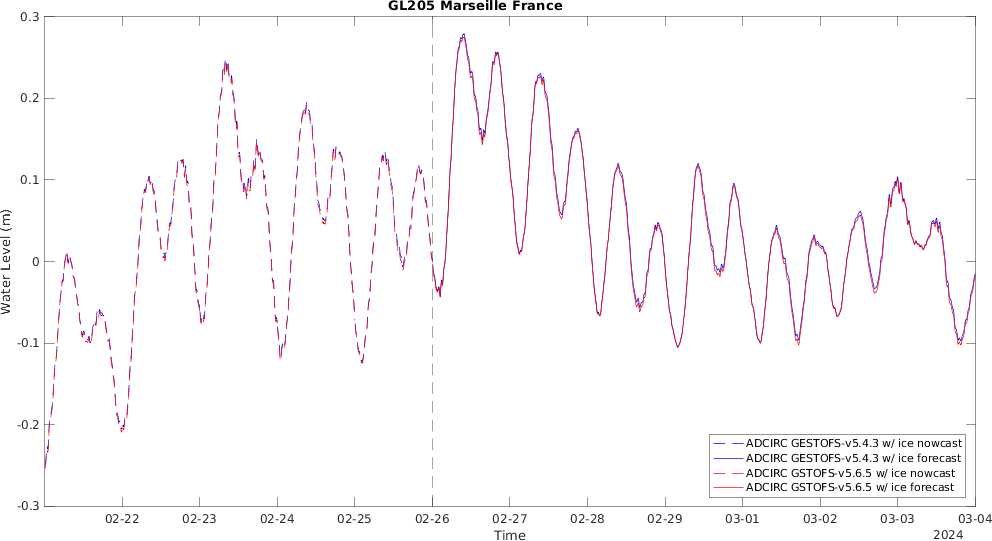 GL205 Marseille France
0.3
0.2
0.1
0
-0.1
-0.2
-0.3
Water Level (m)
02-22 02-23 02-24 02-25 02-26 02-27 02-28 02-29 03-01 03-02 03-03 03-04
Time
2024
ADCIRC GESTOFS-v5.4.3 w/ ice nowcast
ADCIRC GESTOFS-v5.4.3 w/ ice forecast
ADCIRC GSTOFS-v5.6.5 w/ ice nowcast
ADCIRC GSTOFS-v5.6.5 w/ ice forecast